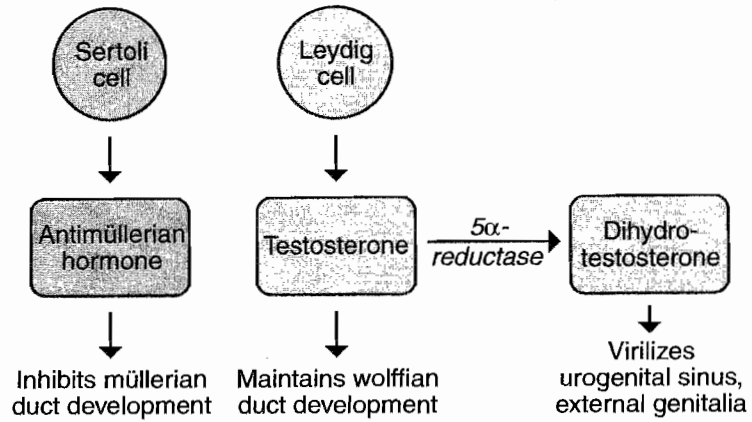 Sertoli
cell
Leydig
cell
Antimüllerian
hormone
Testosterone
5α-
reductase
Dihydro-
testosterone
Inhibits müllerian
duct development
Maintains wolffian
duct development
Virilizes
urogenital sinus,
external genitalia